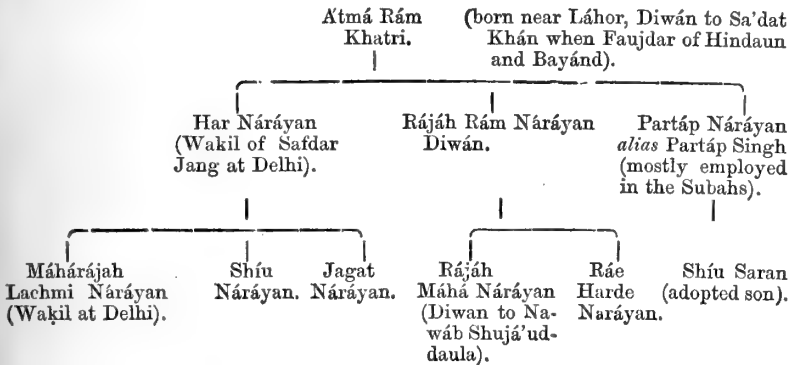 A'tmá Rám (born near Láhor, Diwán to Sa'dat
Khatri. Khán when Faujdar of Hindaun
and Bayánd).
Har Náráyan Rájáh Rám Náráyan Partáp Náráyan
(Wakil of Safdar Diwán. alias Partáp Singh
Jang at Delhi). (mostly employed
in the Subahs).
Máhárájah Shíu Jagat Rájáh Ráe Shíu Saran
Lachmi Náráyan Náráyan. Náráyan. Máhá Náráyan Harde (adopted son).
(Waḳil at Delhi). (Diwan to Na- Naráyan.
wáb Shujá'ud-
daula).